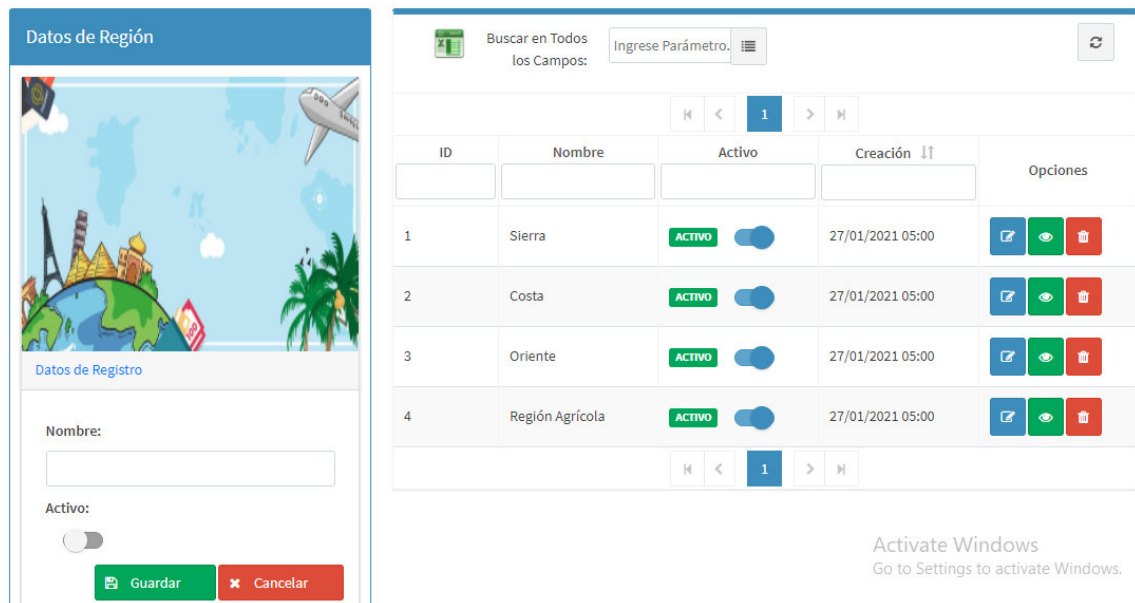 Datos de Región
100
Datos de Registro
Nombre:
Activo:
Guardar
Cancelar
Buscar en Todos
los Campos:
Ingrese Parámetro.
1
ID Nombre Activo Creación Opciones
1 Sierra ACTIVO 27/01/2021 05:00
2 Costa ACTIVO 27/01/2021 05:00
3 Oriente ACTIVO 27/01/2021 05:00
4 Región Agrícola ACTIVO 27/01/2021 05:00
1
Activate Windows
Go to Settings to activate Windows.